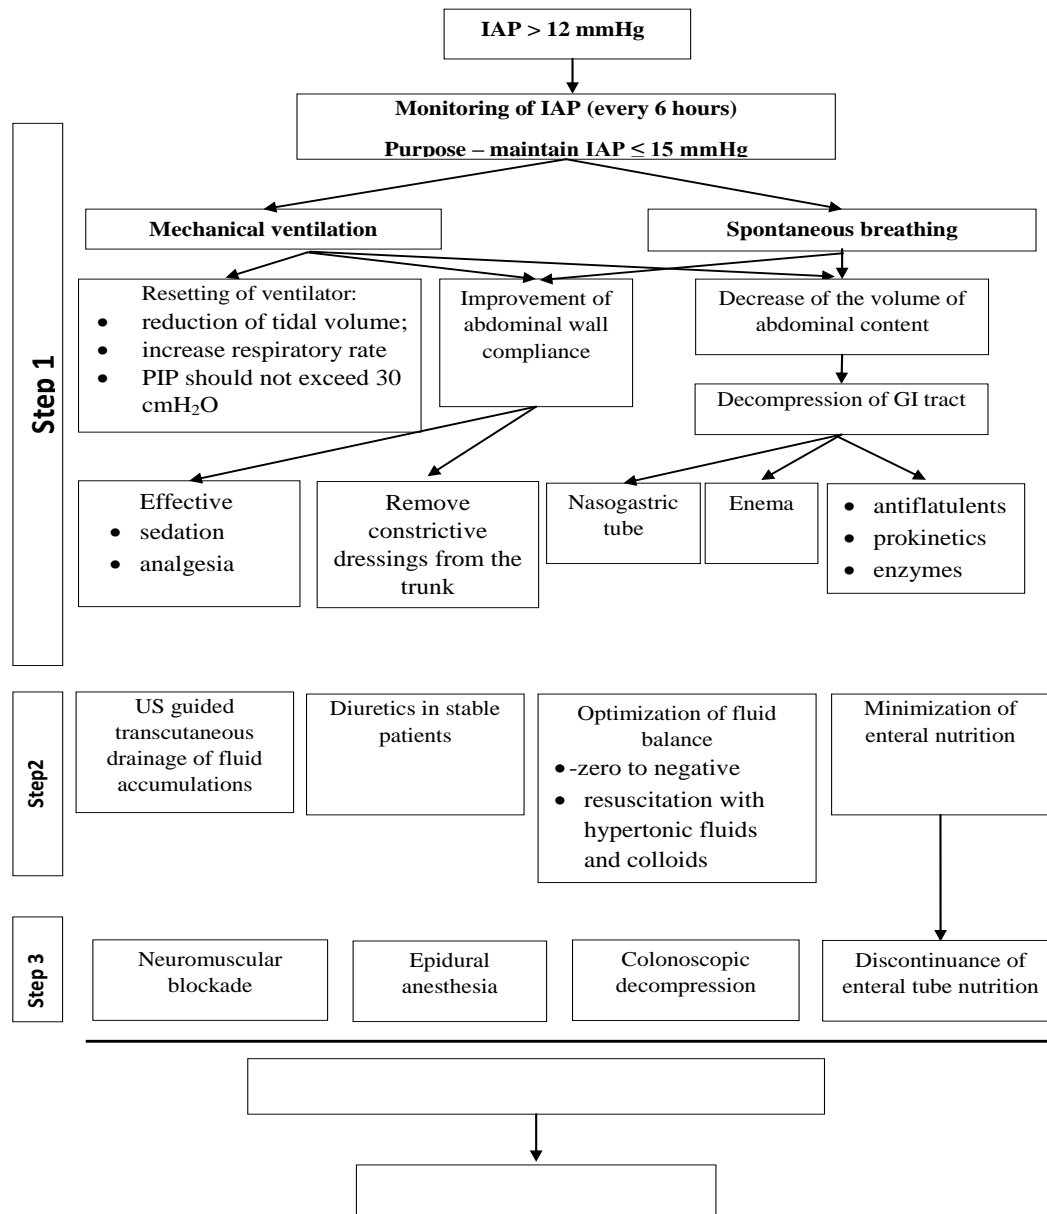 IAP > 12 mmHg
Monitoring of IAP (every 6 hours)
Purpose – maintain IAP ≤ 15 mmHg
Step 1
Mechanical ventilation
Spontaneous breathing
Resetting of ventilator:
• reduction of tidal volume;
• increase respiratory rate
• PIP should not exceed 30
cmH₂O
Improvement of
abdominal wall
compliance
Decrease of the volume of
abdominal content
Decompression of GI tract
Effective
• sedation
• analgesia
Remove
constrictive
dressings from the
trunk
Nasogastric
tube
Enema
• antiflatulents
• prokinetics
• enzymes
Step2
US guided
transcutaneous
drainage of fluid
accumulations
Diuretics in stable
patients
Optimization of fluid
balance
•-zero to negative
• resuscitation with
hypertonic fluids
and colloids
Minimization of
enteral nutrition
Step 3
Neuromuscular
blockade
Epidural
anesthesia
Colonoscopic
decompression
Discontinuance of
enteral tube nutrition